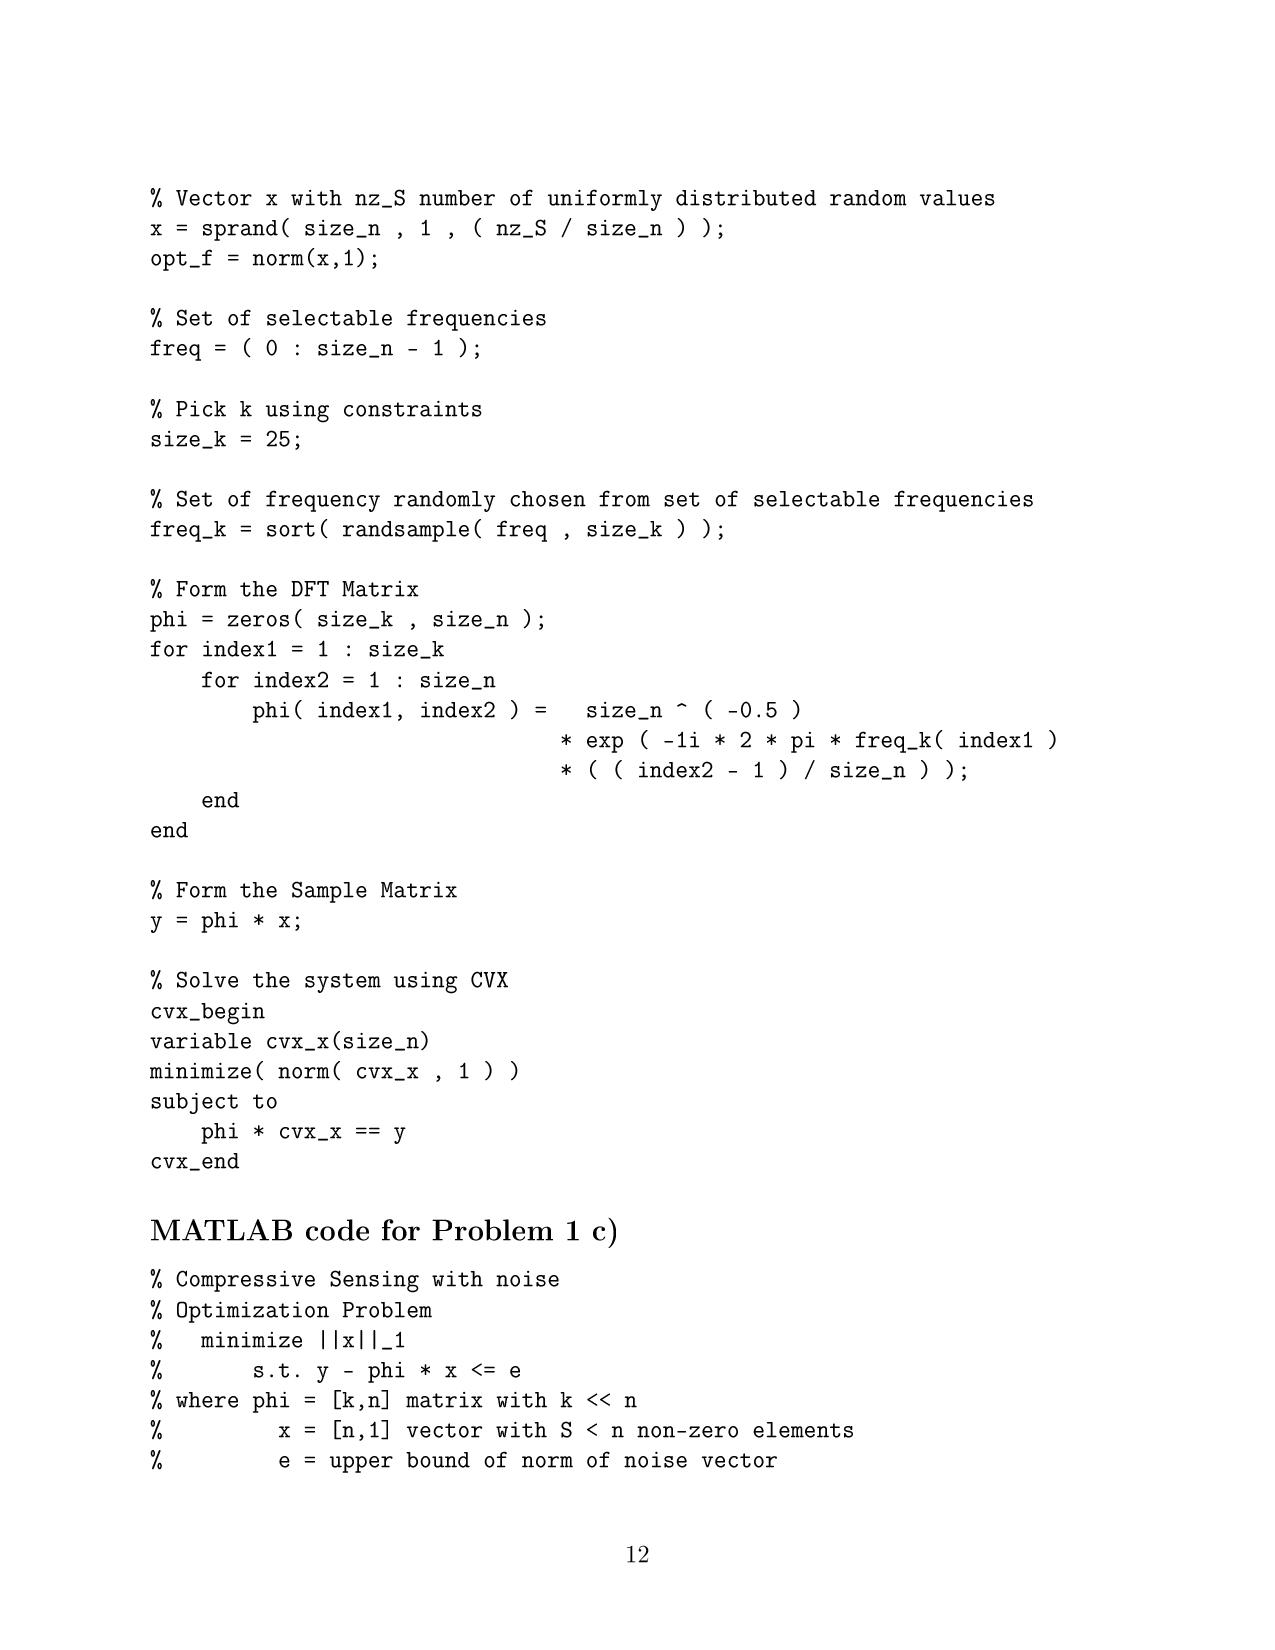 % Vector x with nz_S number of uniformly distributed random values
x = sprand( size_n , 1 , ( nz_S / size_n ) );
opt_f = norm(x,1);
% Set of selectable frequencies
freq = ( 0 : size_n - 1 );
% Pick k using constraints
size_k = 25;
% Set of frequency randomly chosen from set of selectable frequencies
freq_k = sort( randsample( freq , size_k ) );
% Form the DFT Matrix
phi = zeros( size_k , size_n );
for index1 = 1 : size_k
    for index2 = 1 : size_n
        phi( index1, index2 ) =   size_n ^ ( -0.5 )
                                * exp ( -1i * 2 * pi * freq_k( index1 )
                                * ( ( index2 - 1 ) / size_n ) );
    end
end
% Form the Sample Matrix
y = phi * x;
% Solve the system using CVX
cvx_begin
variable cvx_x(size_n)
minimize( norm( cvx_x , 1 ) )
subject to
    phi * cvx_x == y
cvx_end
MATLAB code for Problem 1 c)
% Compressive Sensing with noise
% Optimization Problem
%   minimize ||x||_1
%       s.t. y - phi * x <= e
% where phi = [k,n] matrix with k << n
%         x = [n,1] vector with S < n non-zero elements
%         e = upper bound of norm of noise vector
12